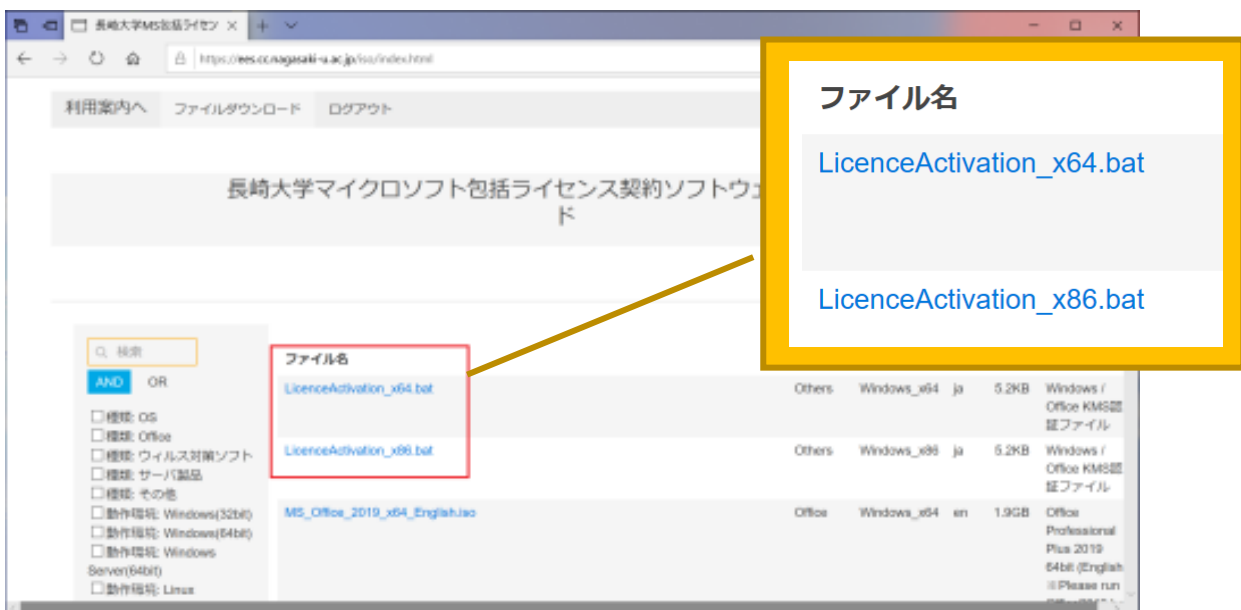 長崎大学MS包括ライセン
https://ees.cc.nagasaki-u.ac.jp/iso/index.html
利用案内へ ファイルダウンロード ログアウト
長崎大学マイクロソフト包括ライセンス契約ソフトウェ
ド
ファイル名
LicenceActivation_x64.bat
LicenceActivation_x86.bat
検索
AND OR
種類: OS
種類: Office
種類: ウィルス対策ソフト
種類: サーバ製品
種類: その他
動作環境: Windows(32bit)
動作環境: Windows(64bit)
動作環境: Windows
Server(64bit)
動作環境: Linux
ファイル名
LicenceActivation_x64.bat Others Windows_x64 ja 5.2KB Windows /
Office KMS認
証ファイル
LicenceActivation_x86.bat Others Windows_x86 ja 5.2KB Windows /
Office KMS認
証ファイル
MS_Office_2019_x64_English.iso Office Windows_x64 en 1.9GB Office
Professional
Plus 2019
64bit (English
※Please run